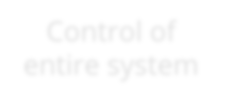 Control of
entire system